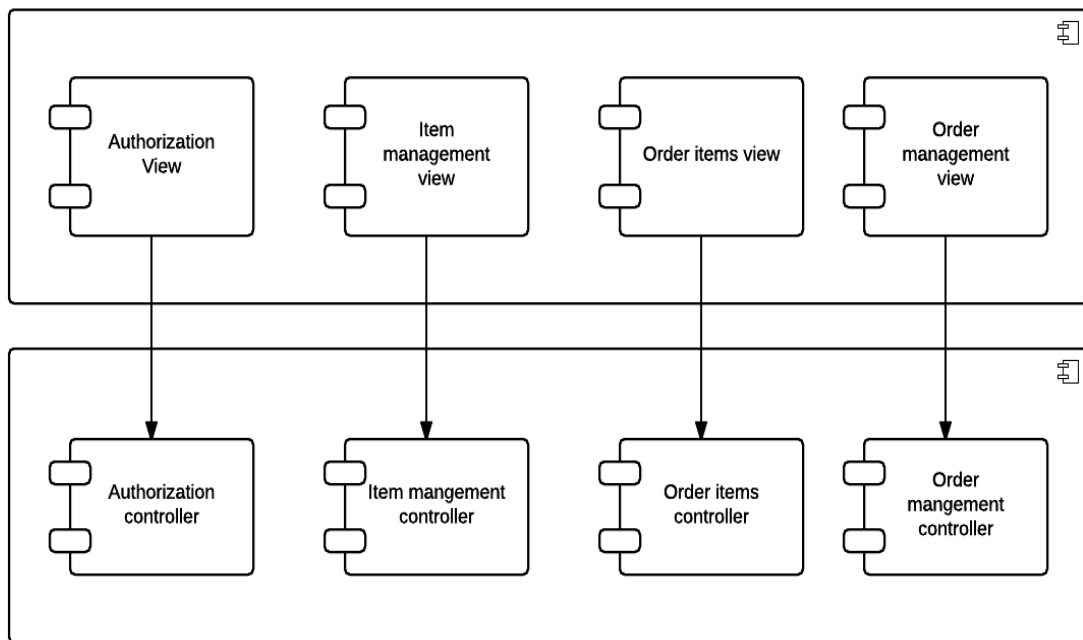 Authorization
View
Item
management
view
Order items view
Order
management
view
Authorization
controller
Item mangement
controller
Order items
controller
Order
mangement
controller